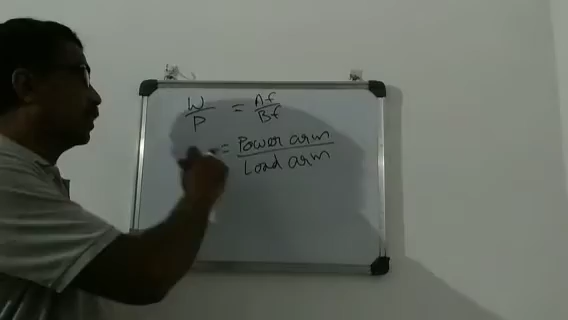 W/P = Af/Bf
= Power arm/Load arm